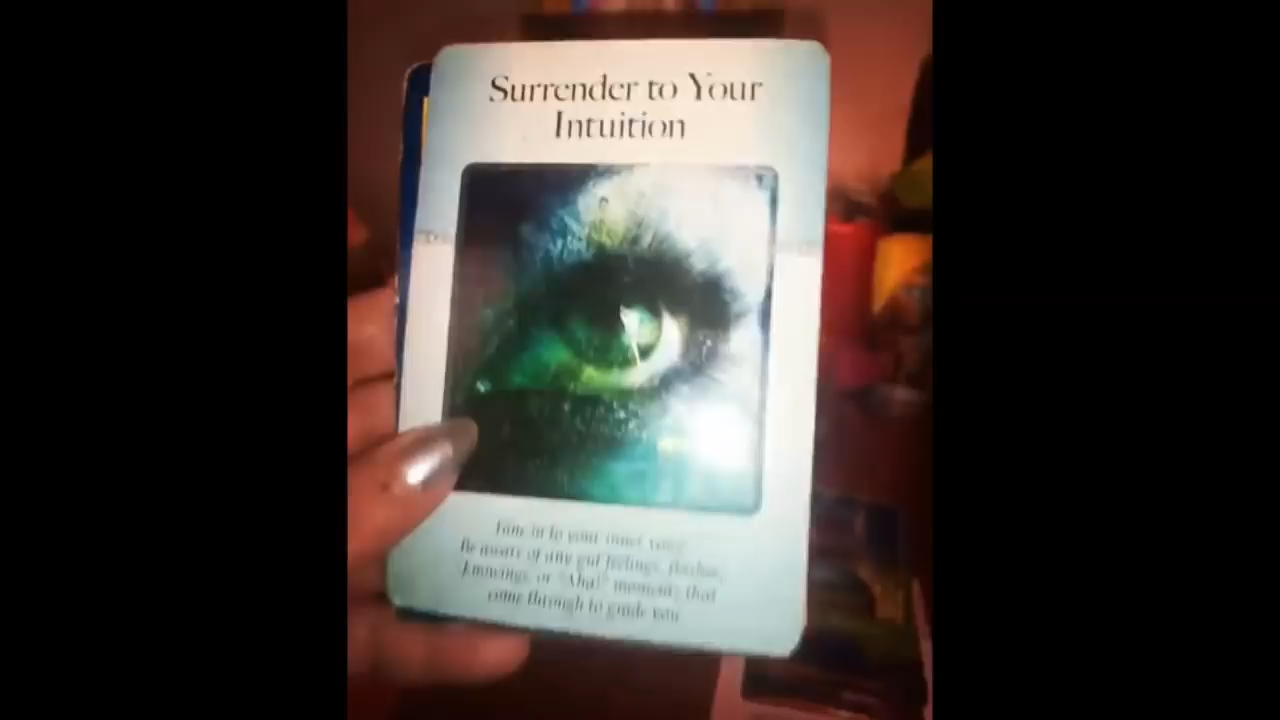 Surrender to Your
Intuition
Tune in to your inner voice.
Be aware of any gut feelings, flashes,
knowings, or "Aha!" moments that
come through to guide you.